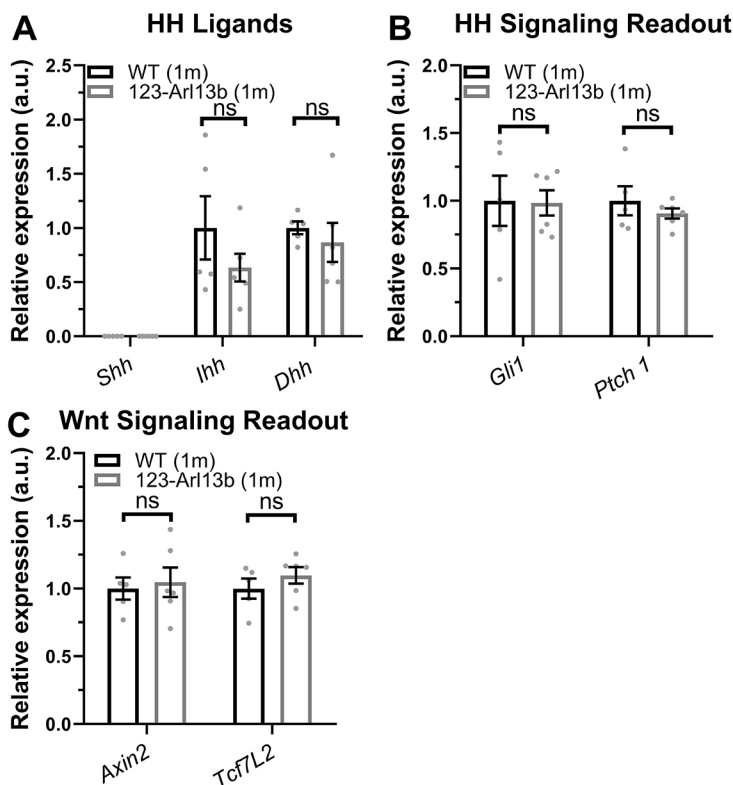 A HH Ligands
Relative expression (a.u.)
2.5
2.0
1.5
1.0
0.5
0.0
WT (1m)
123-Arl13b (1m)
ns
ns
Shh
Ihh
Dhh
B HH Signaling Readout
Relative expression (a.u.)
2.0
1.5
1.0
0.5
0.0
WT (1m)
123-Arl13b (1m)
ns
ns
Gli1
Ptch 1
C Wnt Signaling Readout
Relative expression (a.u.)
2.0
1.5
1.0
0.5
0.0
WT (1m)
123-Arl13b (1m)
ns
ns
Axin2
Tcf7L2